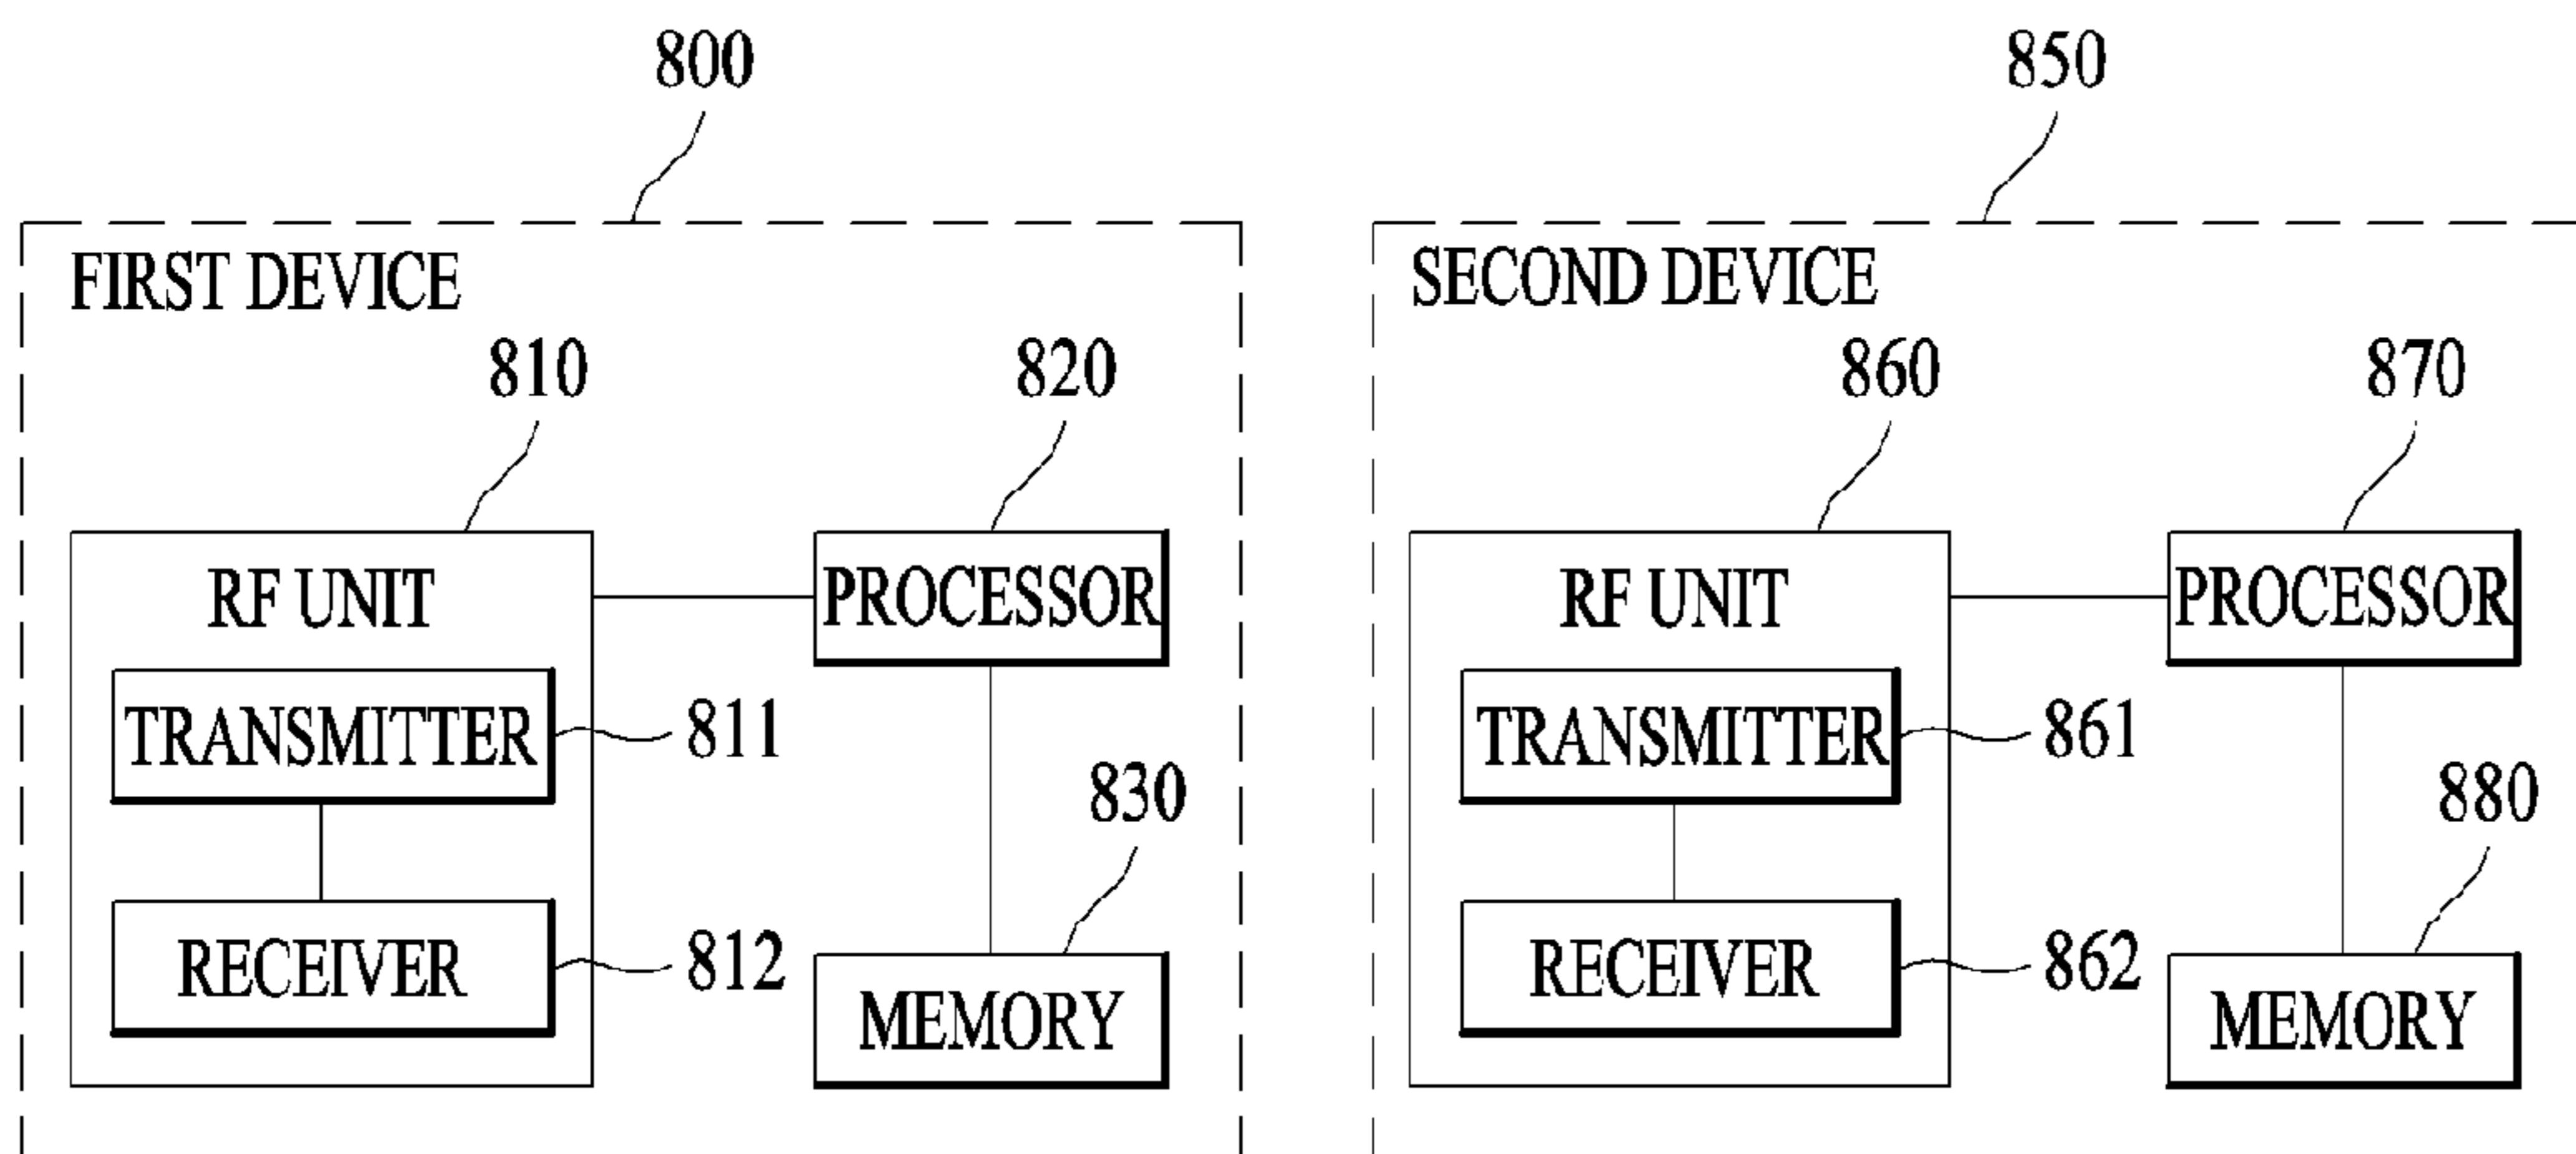 800
850
FIRST DEVICE
SECOND DEVICE
810
820
860
870
RF UNIT
PROCESSOR
RF UNIT
PROCESSOR
TRANSMITTER
811
TRANSMITTER
861
830
880
RECEIVER
812
RECEIVER
862
MEMORY
MEMORY